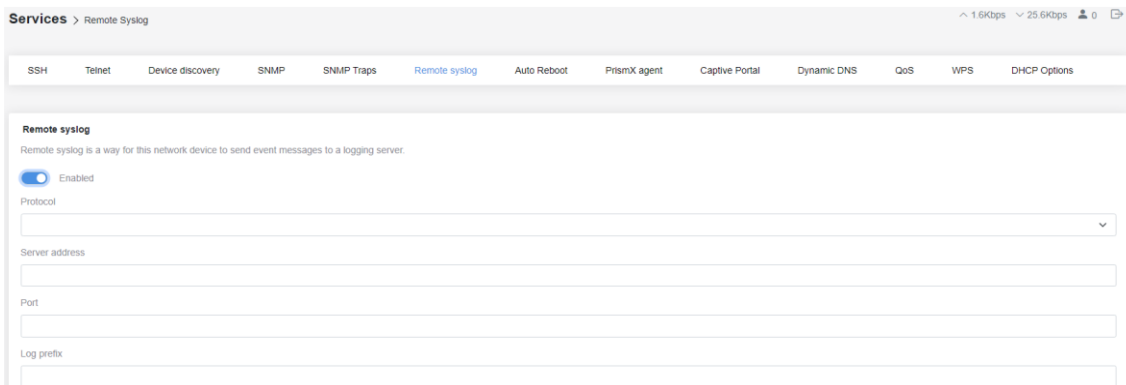 Services > Remote Syslog 1.6Kbps 25.6Kbps 0
SSH Telnet Device discovery SNMP SNMP Traps Remote syslog Auto Reboot PrismX agent Captive Portal Dynamic DNS QoS WPS DHCP Options
Remote syslog
Remote syslog is a way for this network device to send event messages to a logging server.
Enabled
Protocol
Server address
Port
Log prefix